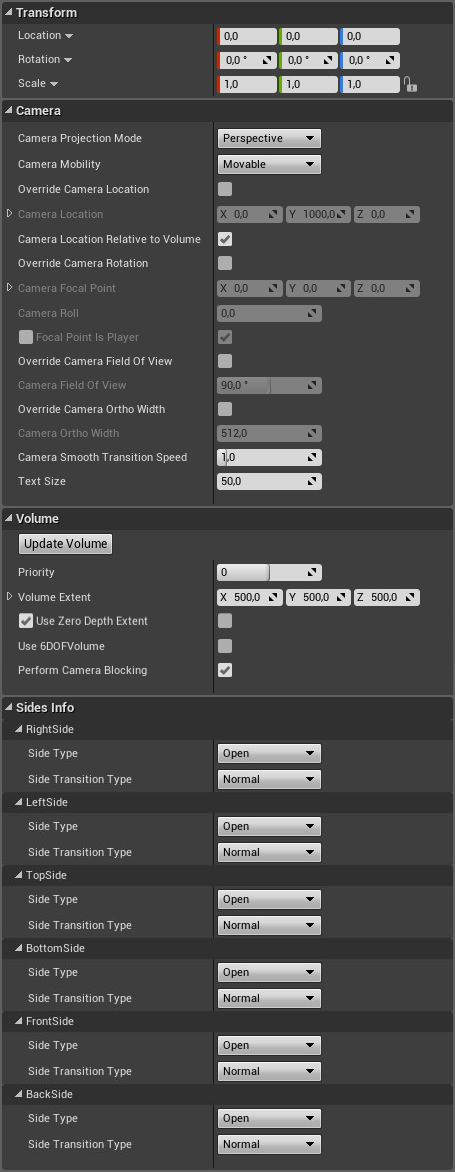 Transform
Location 0,0 0,0 0,0
Rotation 0,0 ° 0,0 ° 0,0 °
Scale 1,0 1,0 1,0
Camera
Camera Projection Mode Perspective
Camera Mobility Movable
Override Camera Location
Camera Location X 0,0 Y 1000,0 Z 0,0
Camera Location Relative to Volume
Override Camera Rotation
Camera Focal Point X 0,0 Y 0,0 Z 0,0
Camera Roll 0,0
Focal Point Is Player
Override Camera Field Of View
Camera Field Of View 90,0 °
Override Camera Ortho Width
Camera Ortho Width 512,0
Camera Smooth Transition Speed 1,0
Text Size 50,0
Volume
Update Volume
Priority 0
Volume Extent X 500,0 Y 500,0 Z 500,0
Use Zero Depth Extent
Use 6DOFVolume
Perform Camera Blocking
Sides Info
RightSide
Side Type Open
Side Transition Type Normal
LeftSide
Side Type Open
Side Transition Type Normal
TopSide
Side Type Open
Side Transition Type Normal
BottomSide
Side Type Open
Side Transition Type Normal
FrontSide
Side Type Open
Side Transition Type Normal
BackSide
Side Type Open
Side Transition Type Normal